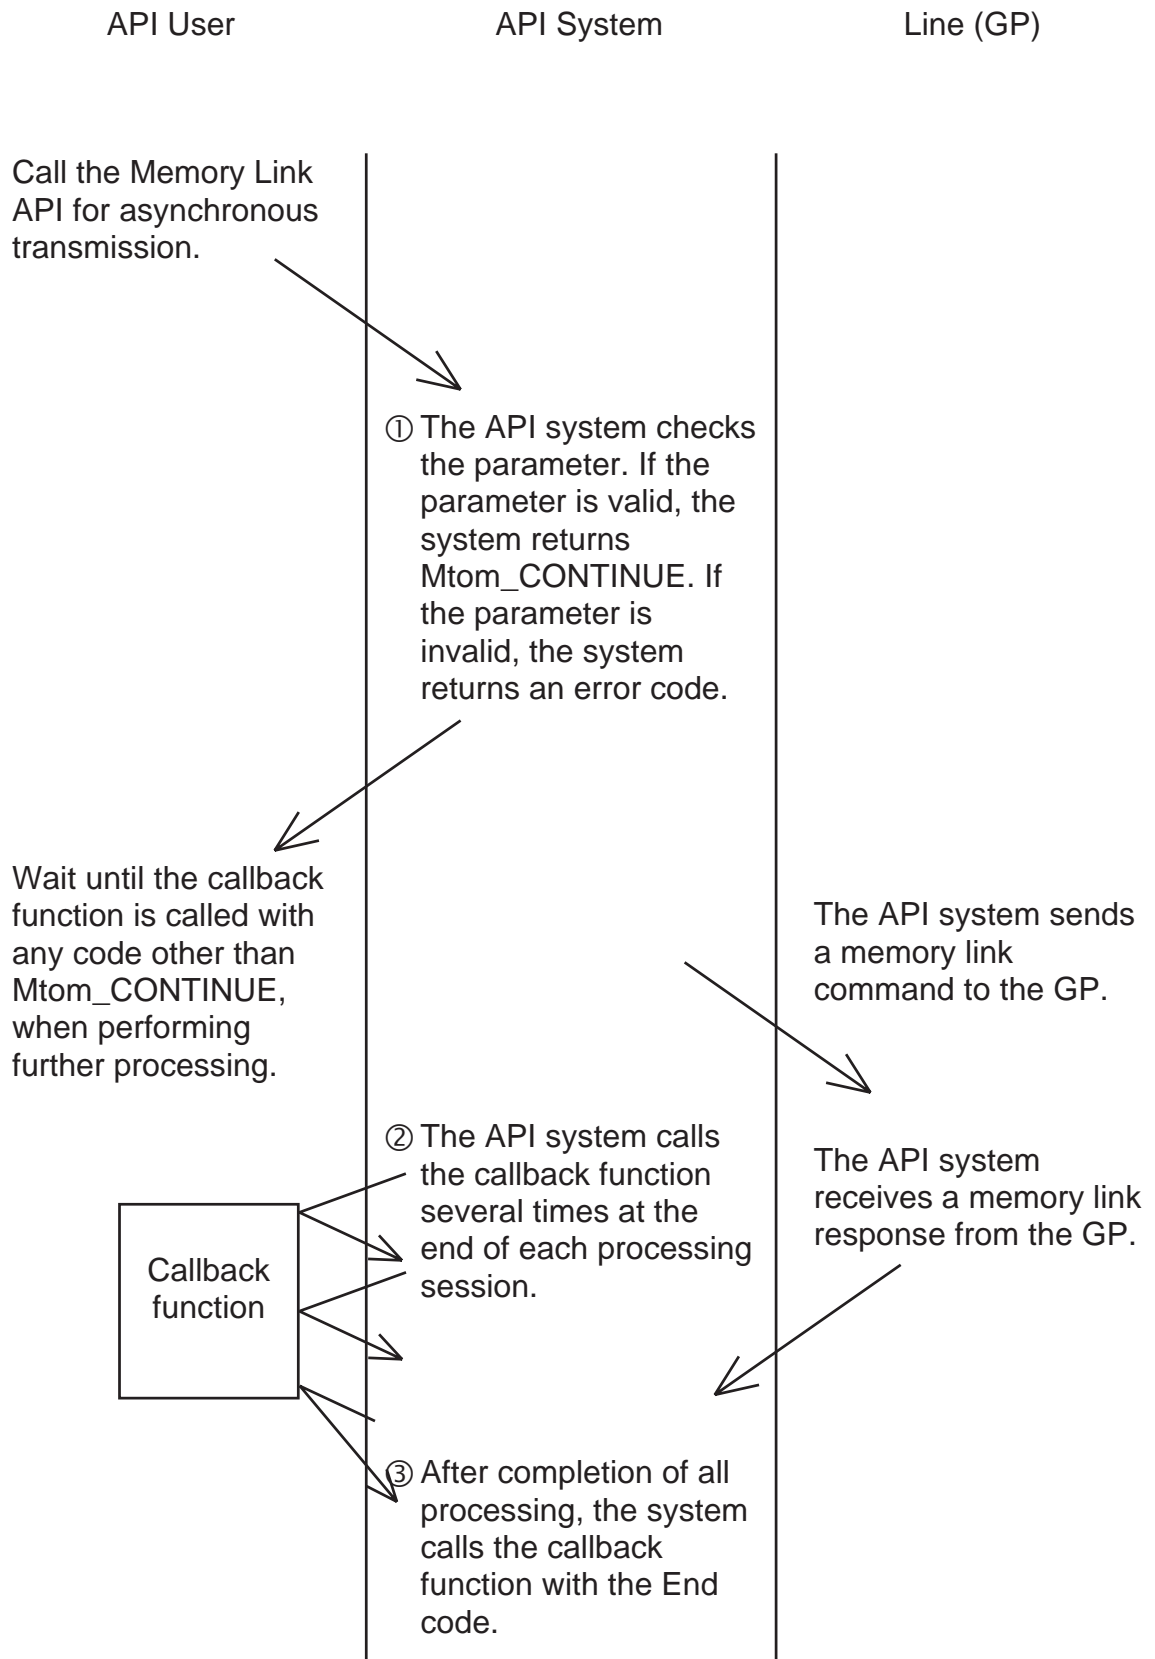 API User
API System
Line (GP)
Call the Memory Link
API for asynchronous
transmission.
① The API system checks
the parameter. If the
parameter is valid, the
system returns
Mtom_CONTINUE. If
the parameter is
invalid, the system
returns an error code.
Wait until the callback
function is called with
any code other than
Mtom_CONTINUE,
when performing
further processing.
The API system sends
a memory link
command to the GP.
② The API system calls
the callback function
several times at the
end of each processing
session.
The API system
receives a memory link
response from the GP.
Callback
function
③ After completion of all
processing, the system
calls the callback
function with the End
code.